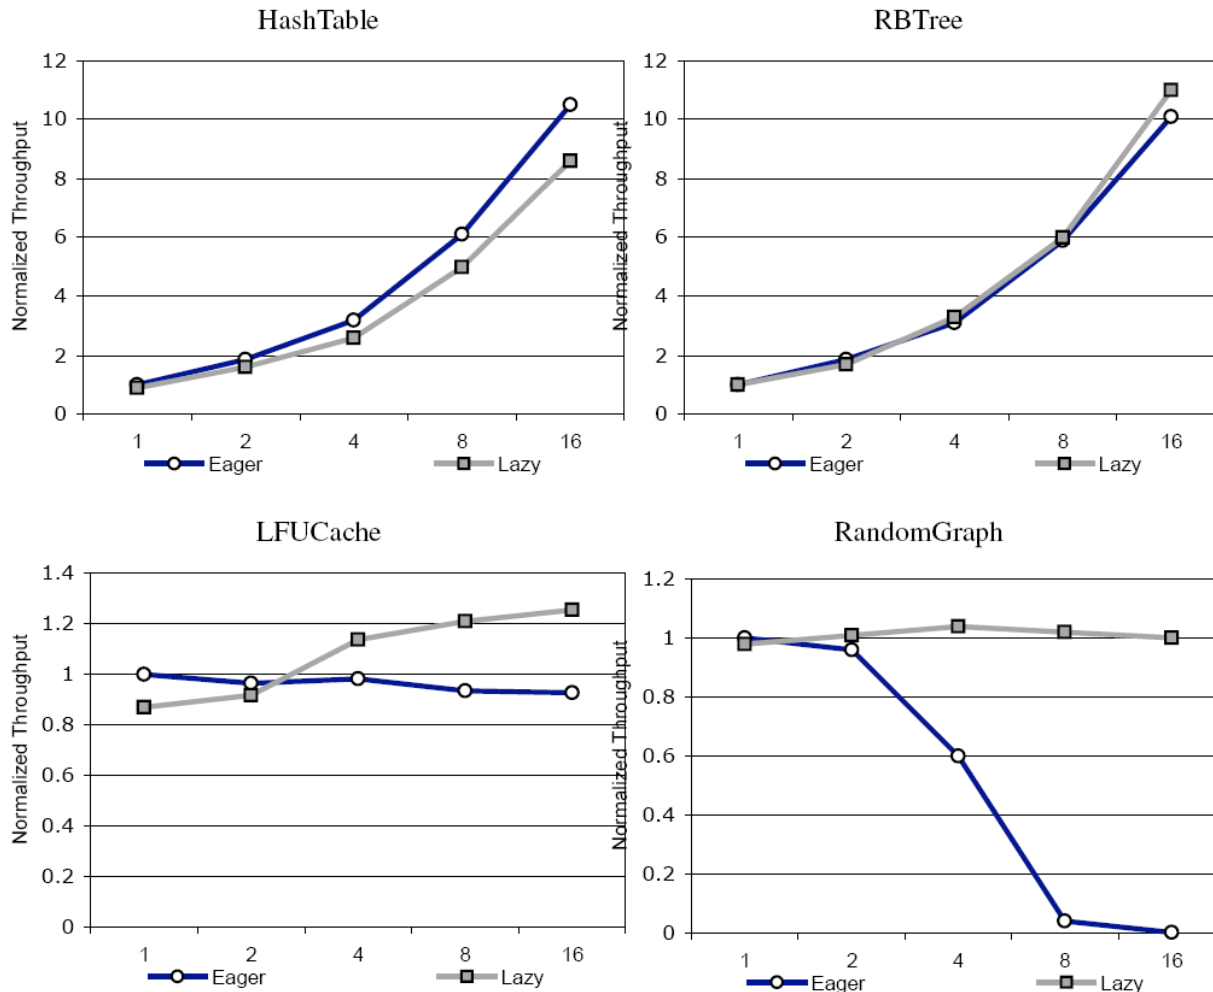 HashTable
Normalized Throughput
12
10
8
6
4
2
0
1 2 4 8 16
Eager Lazy
RBTree
Normalized Throughput
12
10
8
6
4
2
0
1 2 4 8 16
Eager Lazy
LFUCache
Normalized Throughput
1.4
1.2
1
0.8
0.6
0.4
0.2
0
1 2 4 8 16
Eager Lazy
RandomGraph
Normalized Throughput
1.2
1
0.8
0.6
0.4
0.2
0
1 2 4 8 16
Eager Lazy